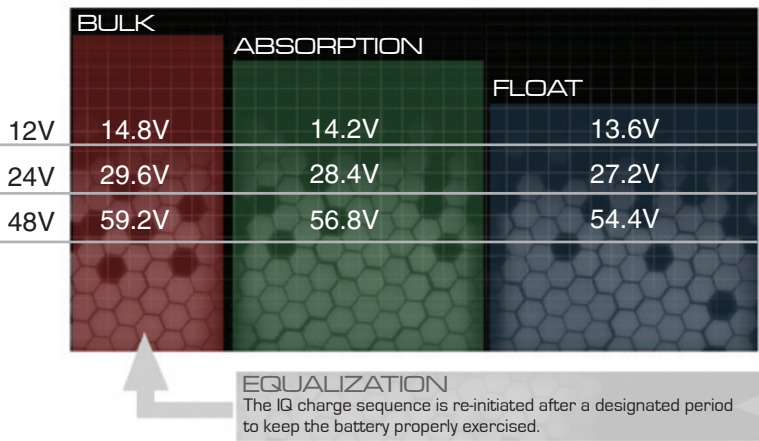 BULK
ABSORPTION
FLOAT
12V 14.8V 14.2V 13.6V
24V 29.6V 28.4V 27.2V
48V 59.2V 56.8V 54.4V
EQUALIZATION
The IQ charge sequence is re-initiated after a designated period
to keep the battery properly exercised.